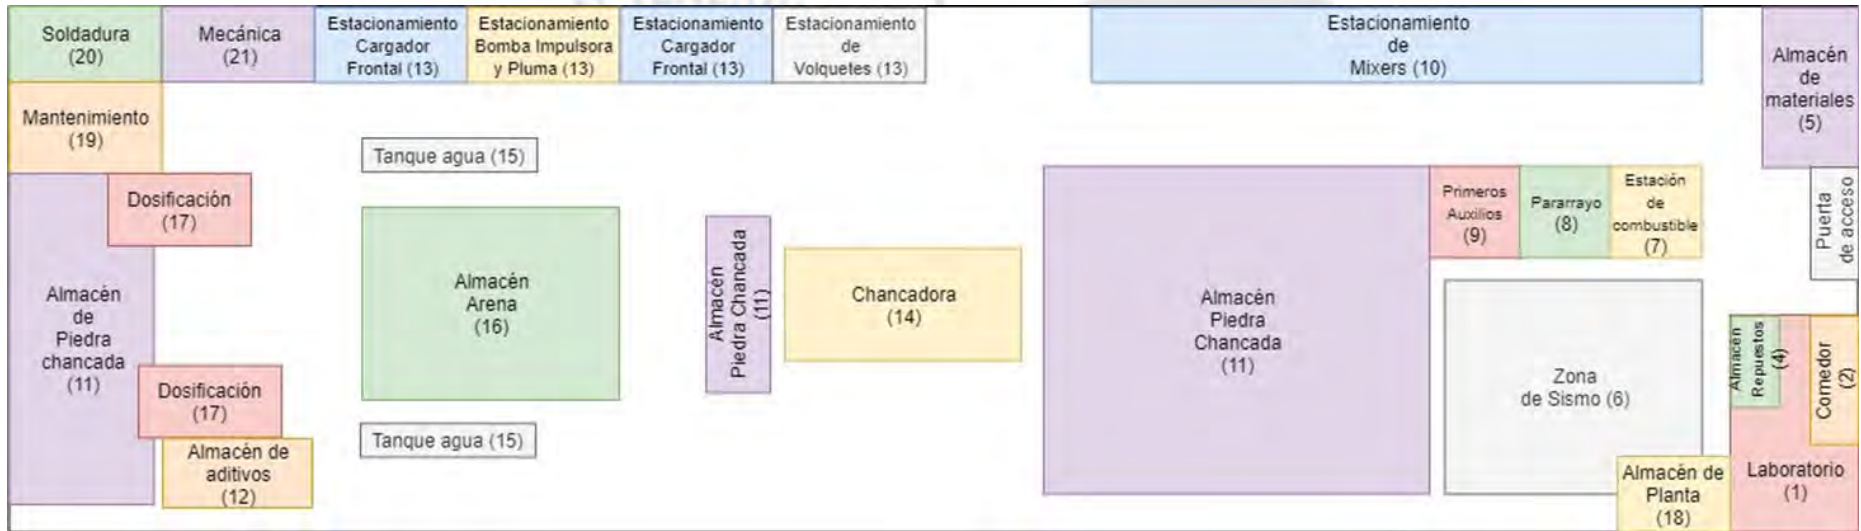 Soldadura
(20)
Mecánica
(21)
Estacionamiento
Cargador
Frontal (13)
Estacionamiento
Bomba Impulsora
y Pluma (13)
Estacionamiento
Cargador
Frontal (13)
Estacionamiento
de
Volquetes (13)
Estacionamiento
de
Mixers (10)
Almacén
de
materiales
(5)
Mantenimiento
(19)
Tanque agua (15)
Dosificación
(17)
Primeros
Auxilios
(9)
Pararrayo
(8)
Estación
de
combustible
(7)
Puerta
de acceso
Almacén
de
Piedra
chancada
(11)
Almacén
Arena
(16)
Almacén
Piedra Chancada
(11)
Chancadora
(14)
Almacén
Piedra
Chancada
(11)
Zona
de Sismo (6)
Almacén
Repuestos
(4)
Comedor
(2)
Dosificación
(17)
Tanque agua (15)
Almacén de
aditivos
(12)
Almacén de
Planta
(18)
Laboratorio
(1)